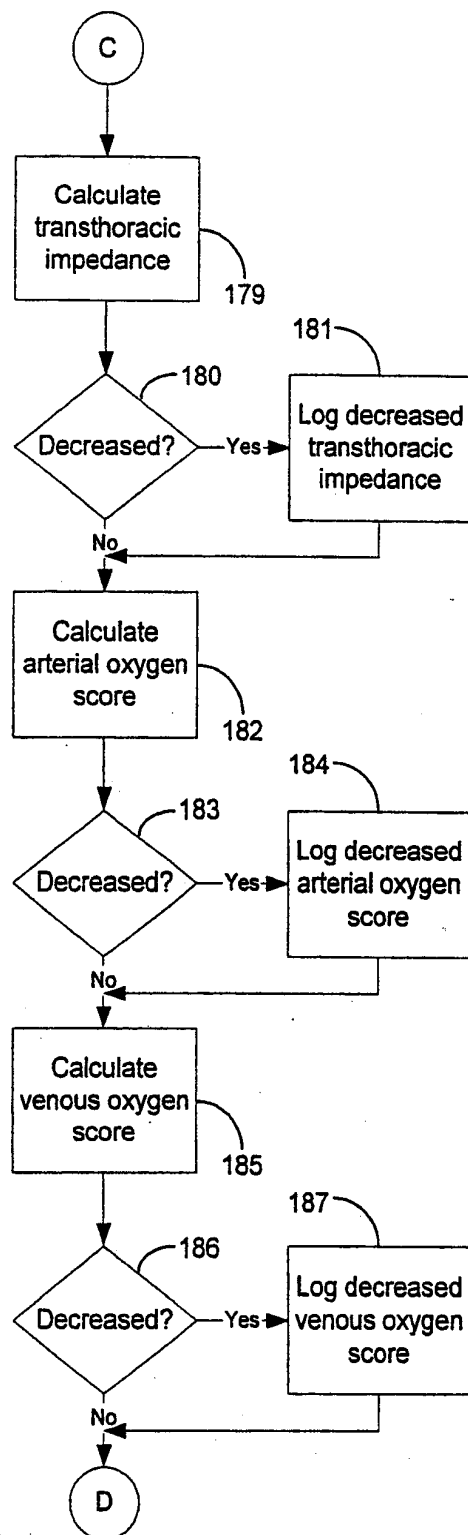 C
Calculate
transthoracic
impedance
179
180
181
Decreased?
Yes
Log decreased
transthoracic
impedance
No
Calculate
arterial oxygen
score
182
183
184
Decreased?
Yes
Log decreased
arterial oxygen
score
No
Calculate
venous oxygen
score
185
186
187
Decreased?
Yes
Log decreased
venous oxygen
score
No
D